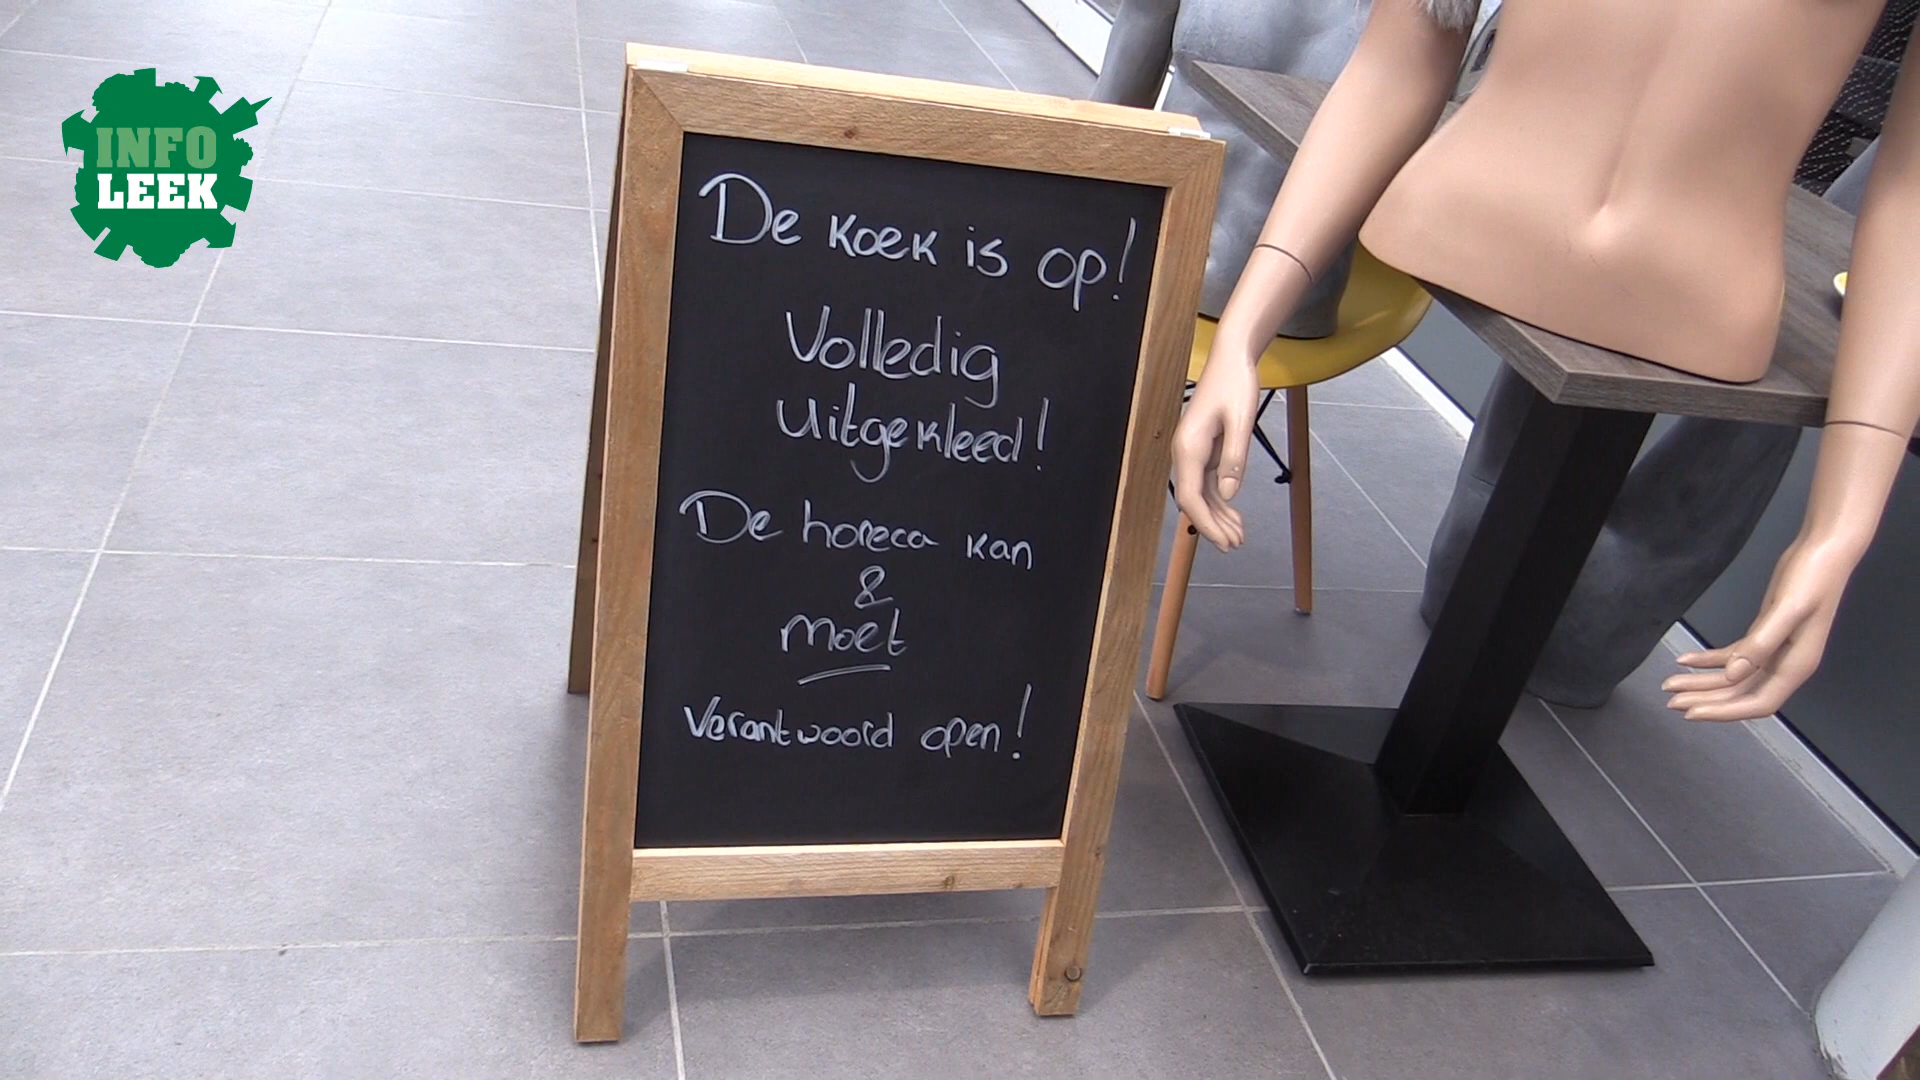 INFO
LEEK
De koek is op!
Volledig
uitgekleed!
De horeca kan
&
moet
Verantwoord open!